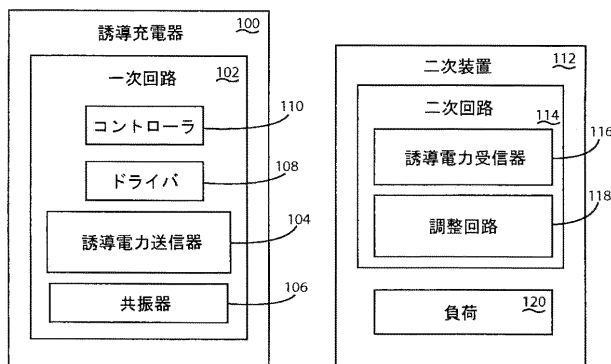 誘導充電器 100
一次回路 102
コントローラ 110
ドライバ 108
誘導電力送信器 104
共振器 106
二次装置 112
二次回路 114
誘導電力受信器 116
調整回路 118
負荷 120